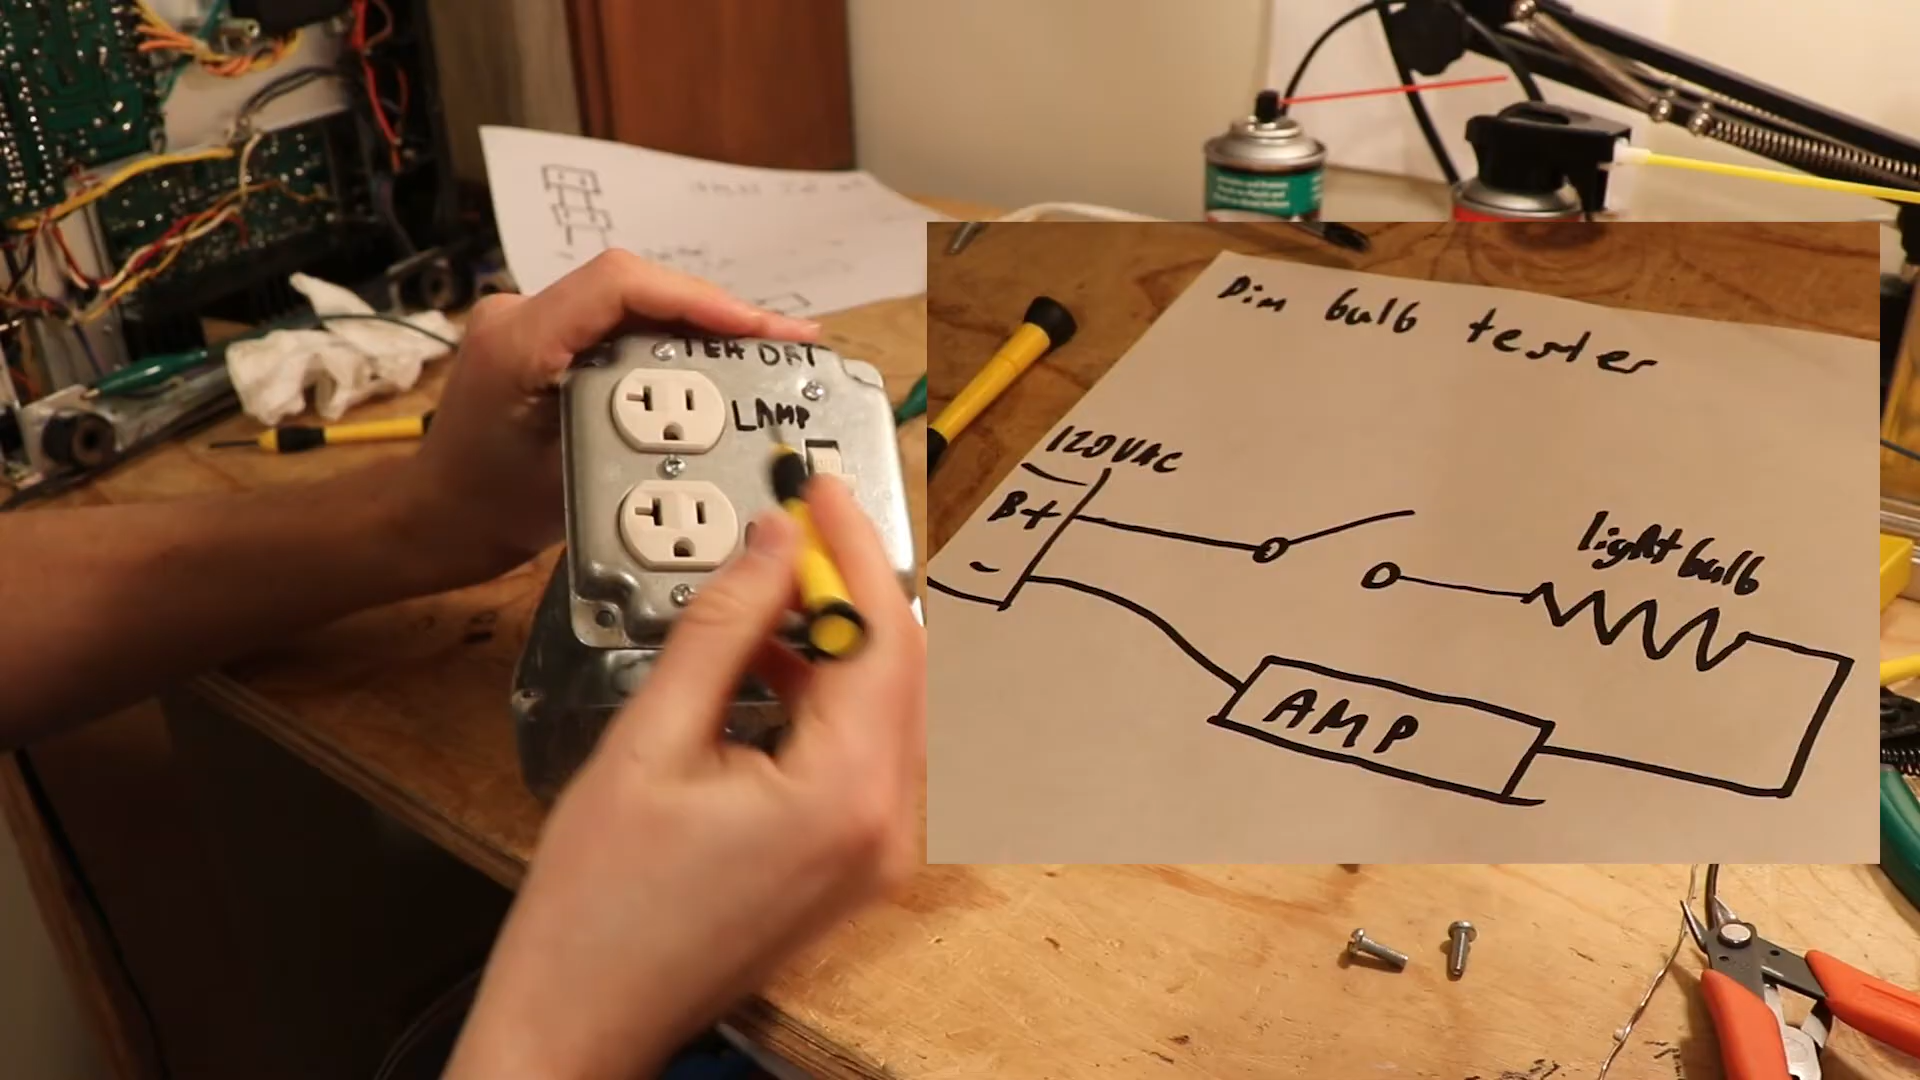 LAMP
Dim bulb tester
120VAC
B+
-
light bulb
AMP